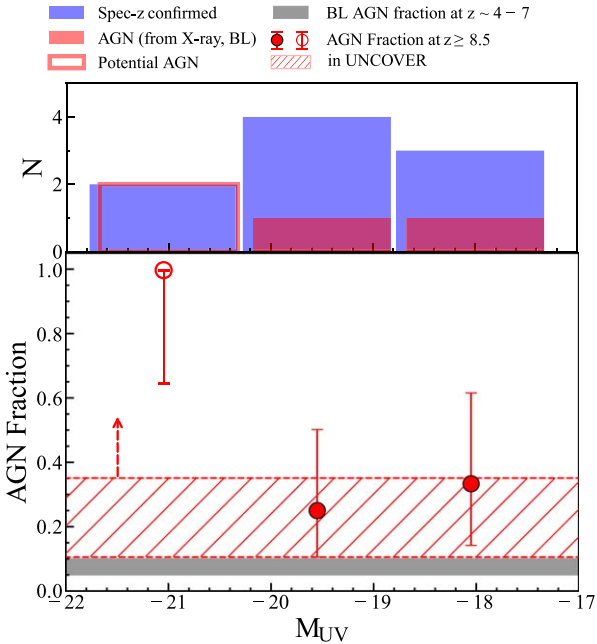 Spec-z confirmed
AGN (from X-ray, BL)
Potential AGN
BL AGN fraction at z ~ 4 − 7
AGN Fraction at z ≥ 8.5
in UNCOVER
4
2
0
N
1.0
0.8
0.6
0.4
0.2
0.0
AGN Fraction
−22 −21 −20 −19 −18 −17
M_UV